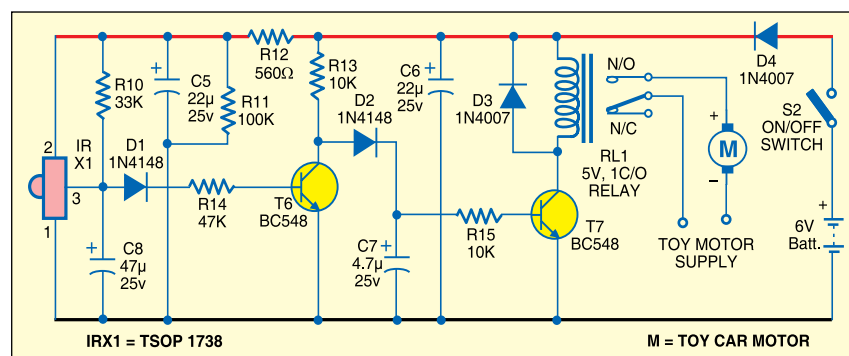 R10
33K
C5
22µ
25v
R11
100K
R12
560Ω
R13
10K
D2
1N4148
C6
22µ
25v
D3
1N4007
N/O
N/C
RL1
5V, 1C/O
RELAY
D4
1N4007
S2
ON/OFF
SWITCH
2
IR
X1
3
1
D1
1N4148
R14
47K
T6
BC548
C8
47µ
25v
C7
4.7µ
25v
R15
10K
T7
BC548
+
+
+
+
+
M
–
TOY MOTOR
SUPPLY
+
6V
Batt.
IRX1 = TSOP 1738
M = TOY CAR MOTOR